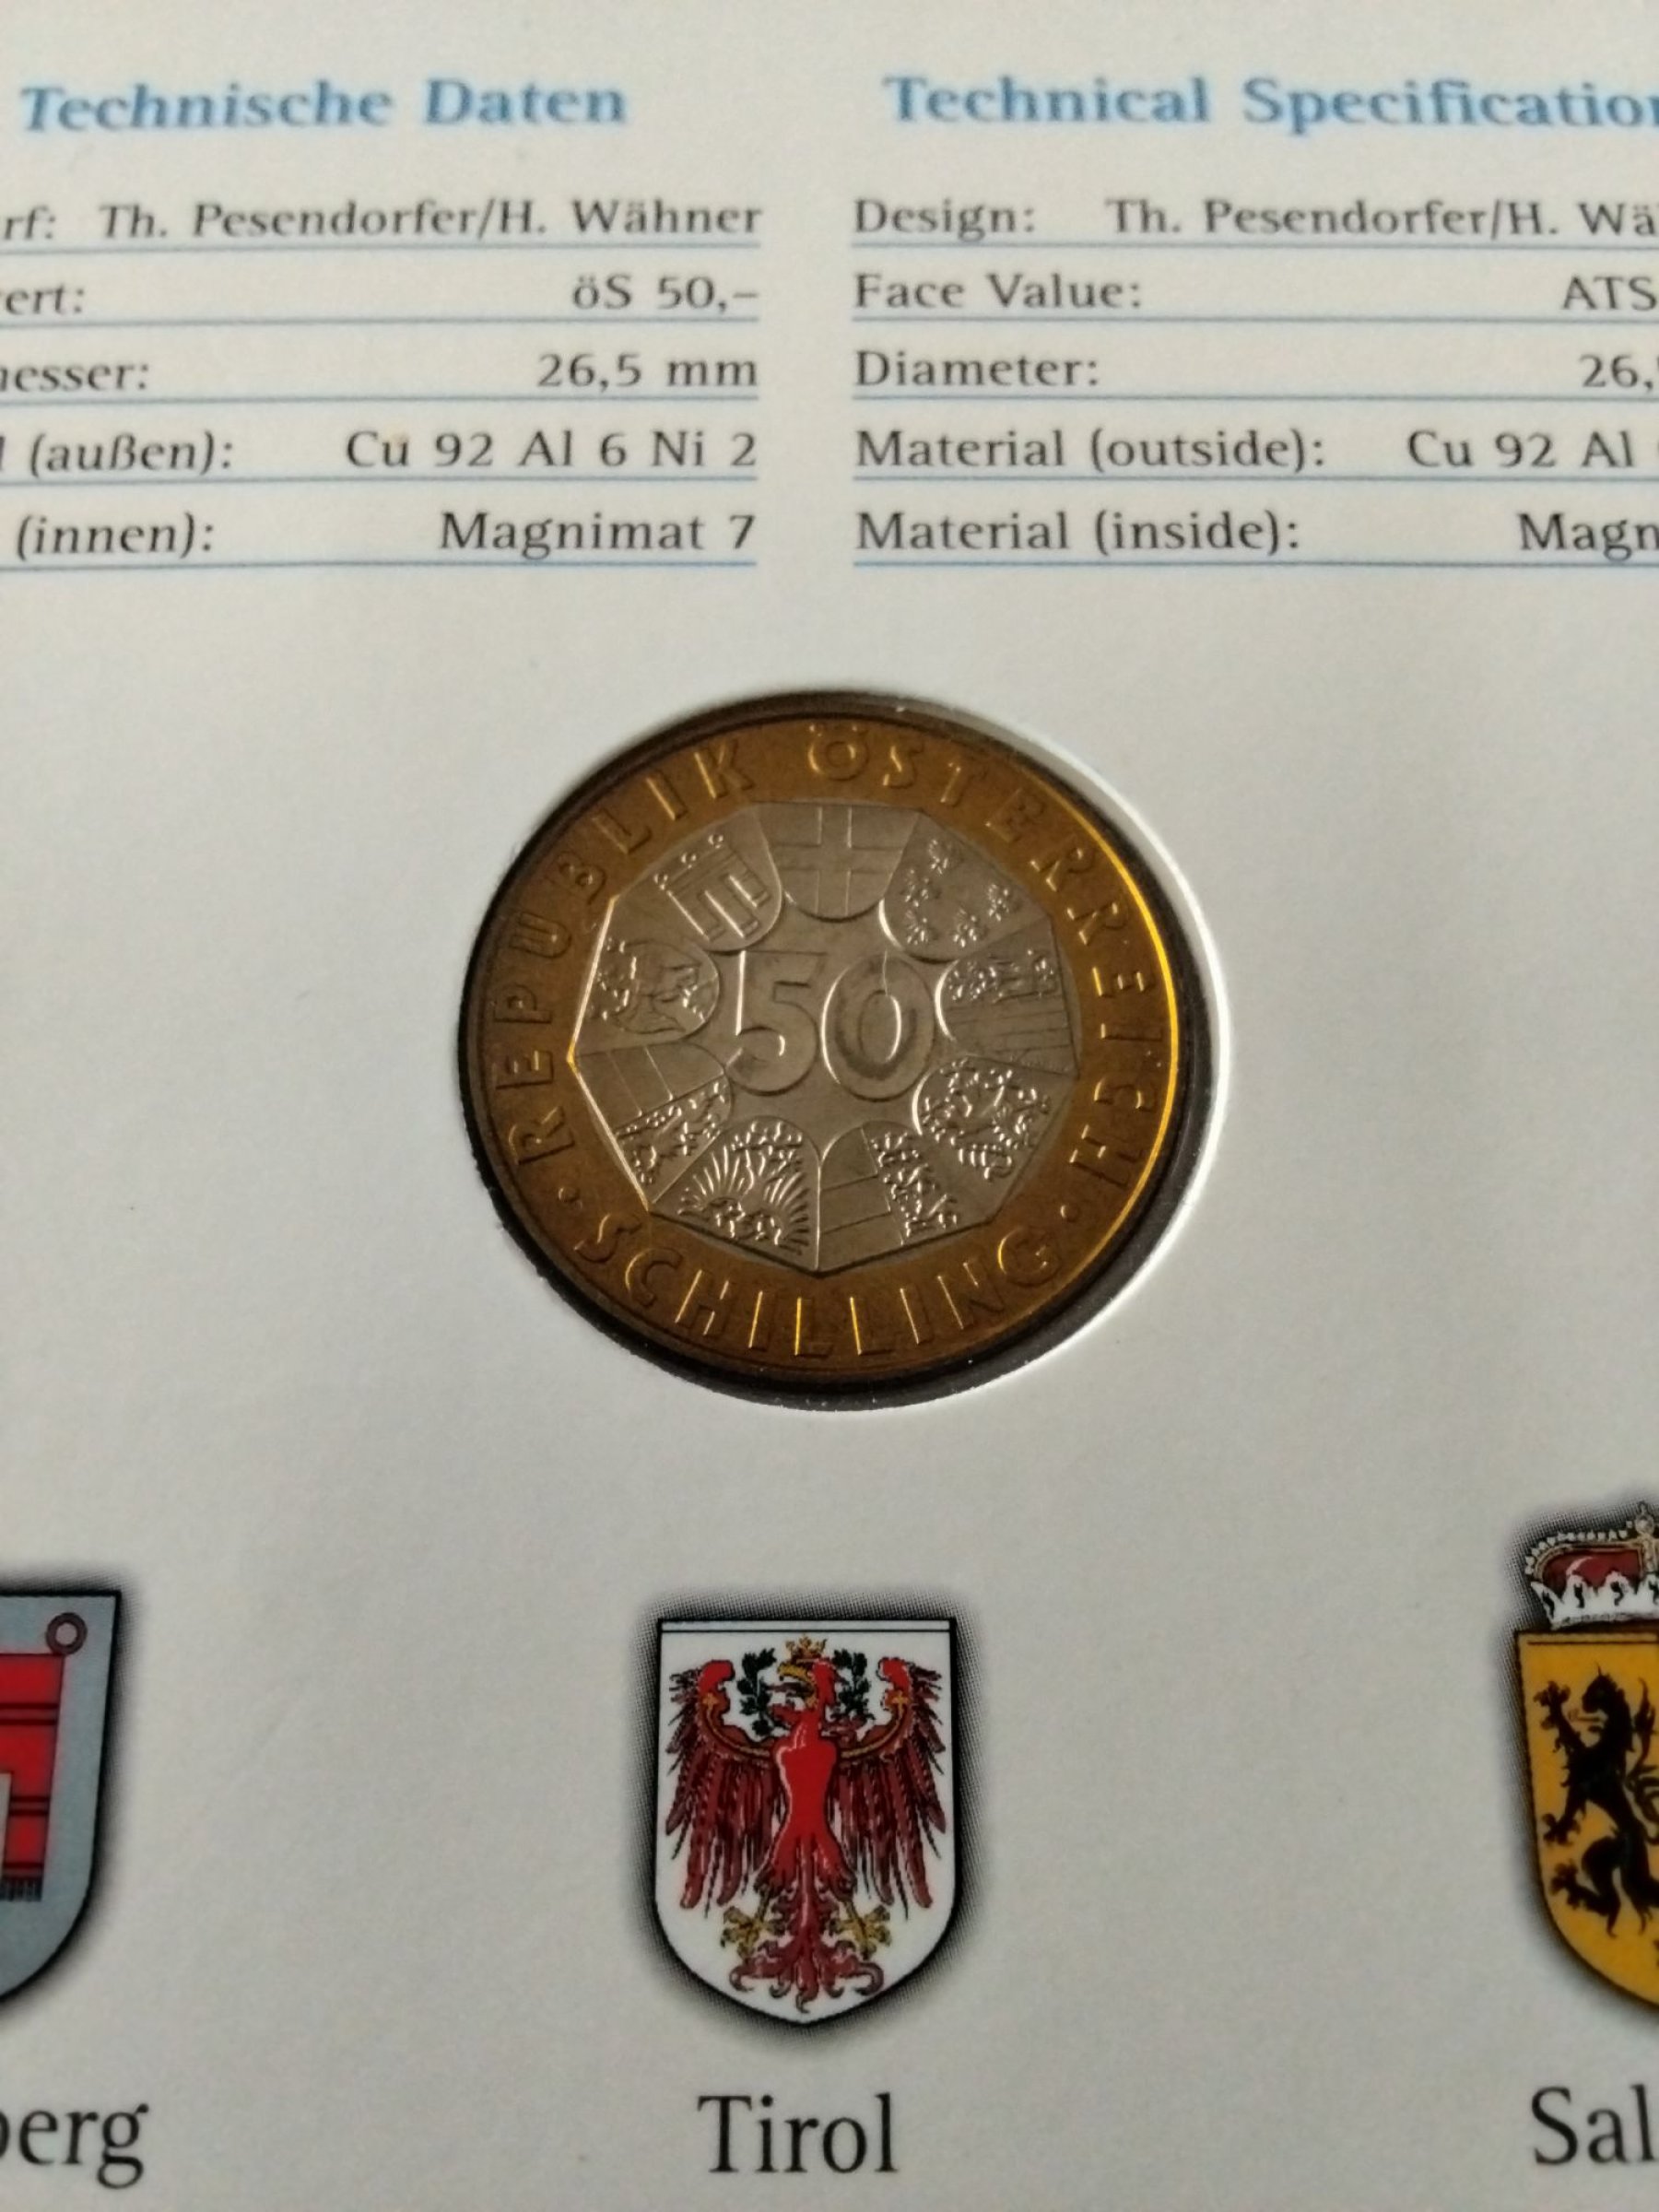 Technische Daten
rf: Th. Pesendorfer/H. Wähner
ert: öS 50,–
nesser: 26,5 mm
l (außen): Cu 92 Al 6 Ni 2
(innen): Magnimat 7
Technical Specification
Design: Th. Pesendorfer/H. Wä
Face Value: ATS
Diameter: 26,
Material (outside): Cu 92 Al
Material (inside): Magn
REPUBLIK ÖSTERREICH
50
· SCHILLING ·
berg
Tirol
Sal